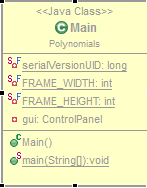 <<Java Class>>
Main
Polynomials
serialVersionUID: long
FRAME_WIDTH: int
FRAME_HEIGHT: int
gui: ControlPanel
Main()
main(String[]):void